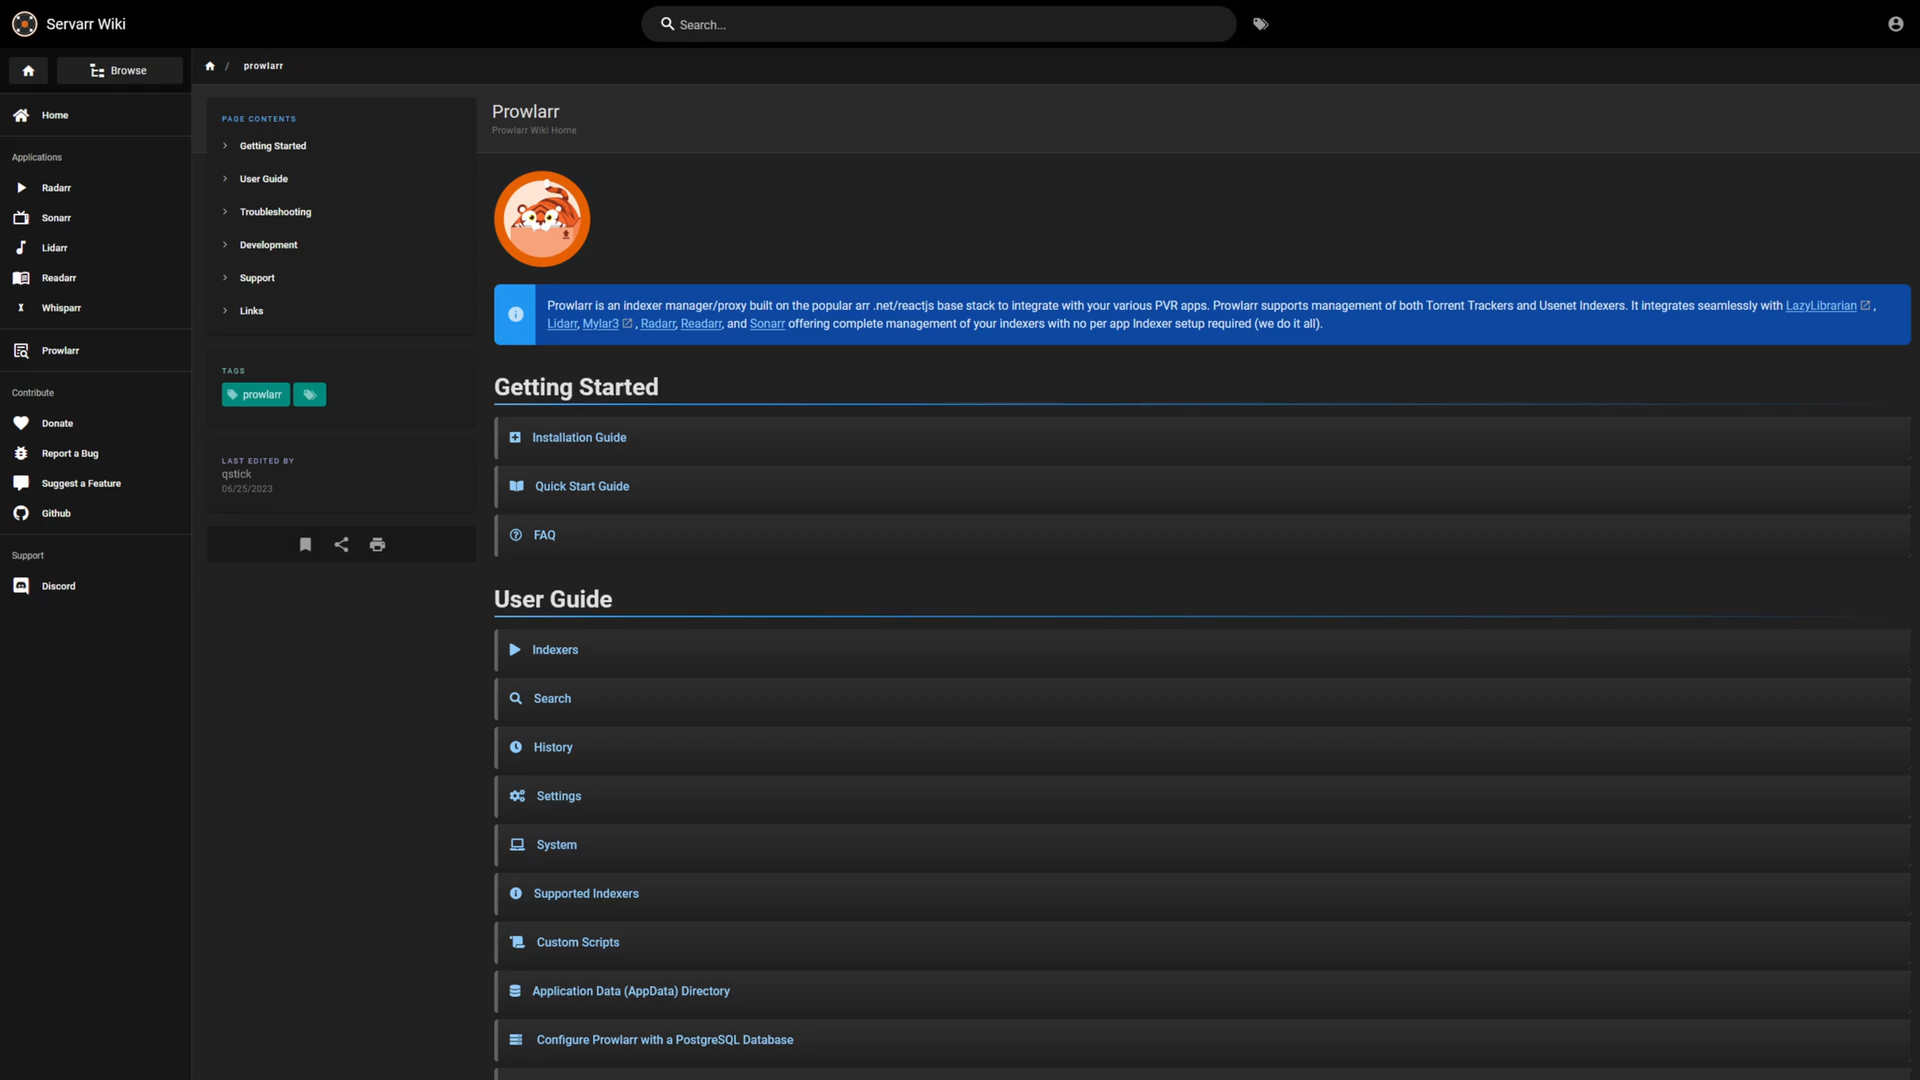 Servarr Wiki
Search...
Browse
prowlarr
Home
Applications
Radarr
Sonarr
Lidarr
Readarr
Whisparr
Prowlarr
Contribute
Donate
Report a Bug
Suggest a Feature
Github
Support
Discord
PAGE CONTENTS
Getting Started
User Guide
Troubleshooting
Development
Support
Links
TAGS
prowlarr
LAST EDITED BY
qstick
06/25/2023
Prowlarr
Prowlarr Wiki Home
Prowlarr is an indexer manager/proxy built on the popular arr .net/reactjs base stack to integrate with your various PVR apps. Prowlarr supports management of both Torrent Trackers and Usenet Indexers. It integrates seamlessly with LazyLibrarian ,
Lidarr, Mylar3 , Radarr, Readarr, and Sonarr offering complete management of your indexers with no per app Indexer setup required (we do it all).
Getting Started
Installation Guide
Quick Start Guide
FAQ
User Guide
Indexers
Search
History
Settings
System
Supported Indexers
Custom Scripts
Application Data (AppData) Directory
Configure Prowlarr with a PostgreSQL Database